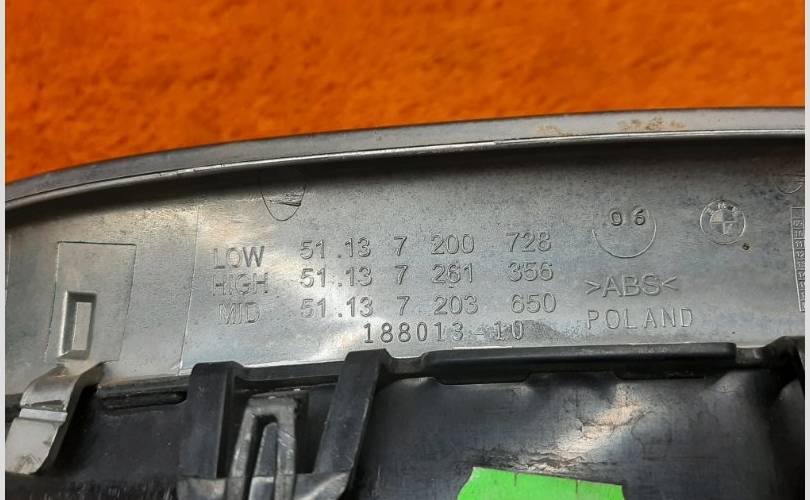 LOW 51.13 7 200 728
HIGH 51.13 7 261 356
MID 51.13 7 203 650
188013-10
06
>ABS<
POLAND